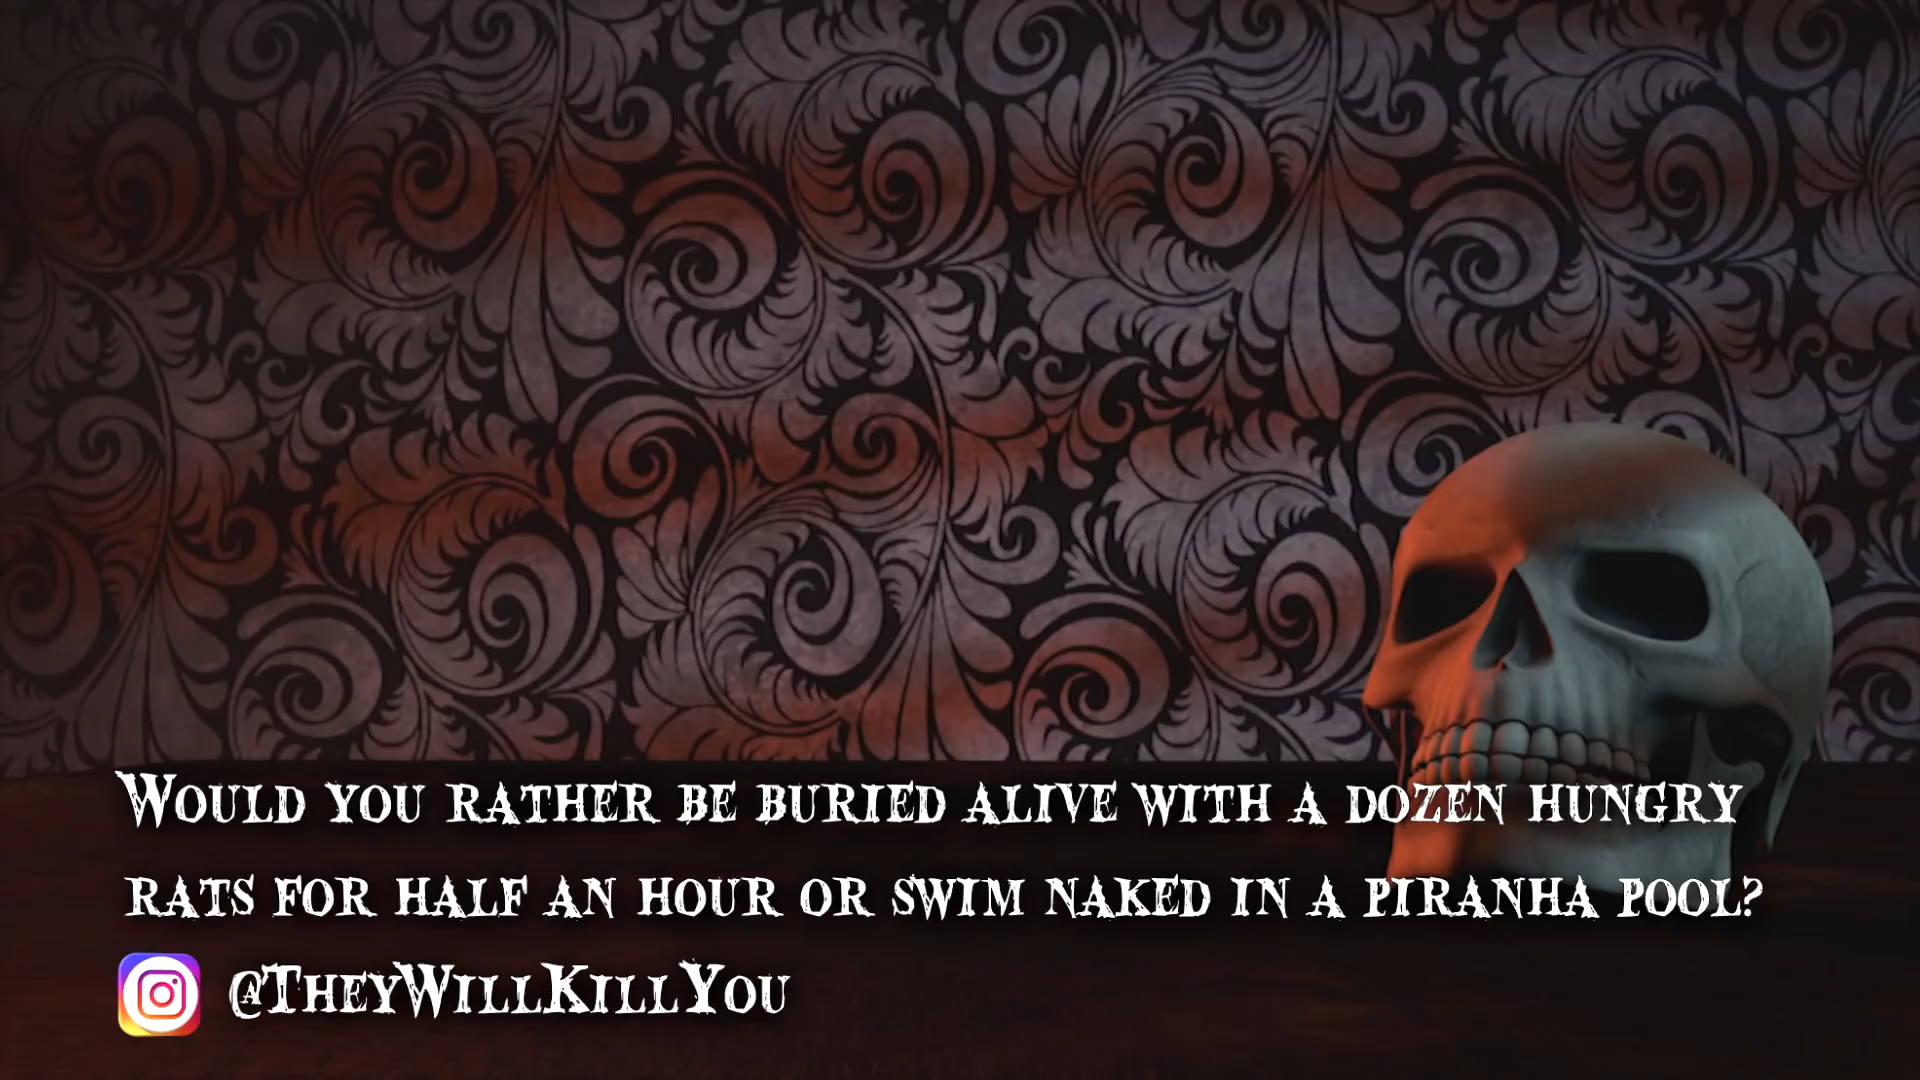 Would you rather be buried alive with a dozen hungry
rats for half an hour or swim naked in a piranha pool?
@TheyWillKillYou